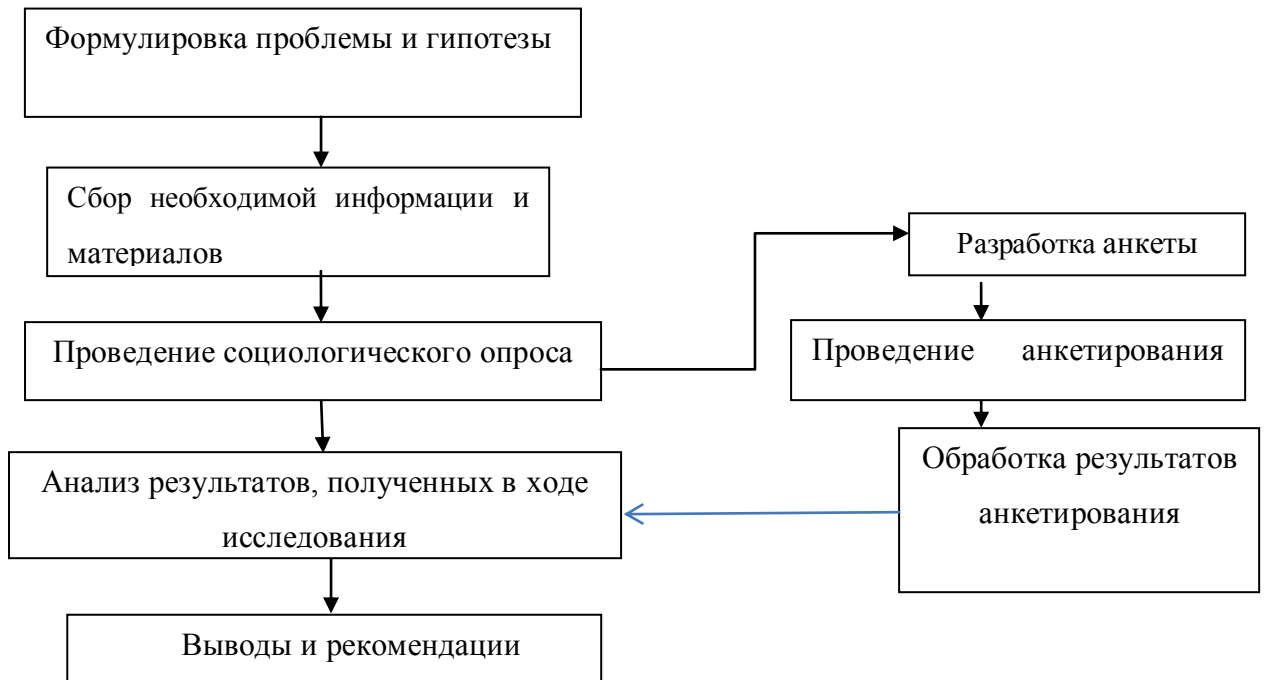 Формулировка проблемы и гипотезы
Сбор необходимой информации и
материалов
Проведение социологического опроса
Анализ результатов, полученных в ходе
исследования
Выводы и рекомендации
Разработка анкеты
Проведение анкетирования
Обработка результатов
анкетирования